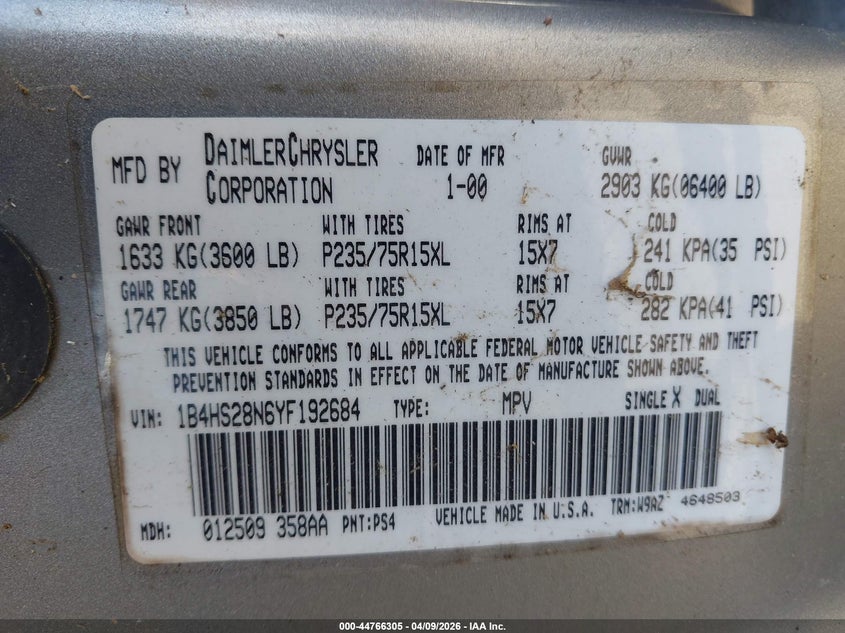 MFD BY DAIMLERCHRYSLER CORPORATION DATE OF MFR 1-00 GVWR 2903 KG(06400 LB)
GAWR FRONT WITH TIRES RIMS AT COLD
1633 KG(3600 LB) P235/75R15XL 15X7 241 KPA(35 PSI)
GAWR REAR WITH TIRES RIMS AT COLD
1747 KG(3850 LB) P235/75R15XL 15X7 282 KPA(41 PSI)
THIS VEHICLE CONFORMS TO ALL APPLICABLE FEDERAL MOTOR VEHICLE SAFETY AND THEFT
PREVENTION STANDARDS IN EFFECT ON THE DATE OF MANUFACTURE SHOWN ABOVE.
VIN: 1B4HS28N6YF192684 TYPE: MPV SINGLE X DUAL
MDH: 012509 358AA PNT:PS4 VEHICLE MADE IN U.S.A. TRM:W9AZ 4648503
000-44766305 | 04/09/2026 | IAA Inc.